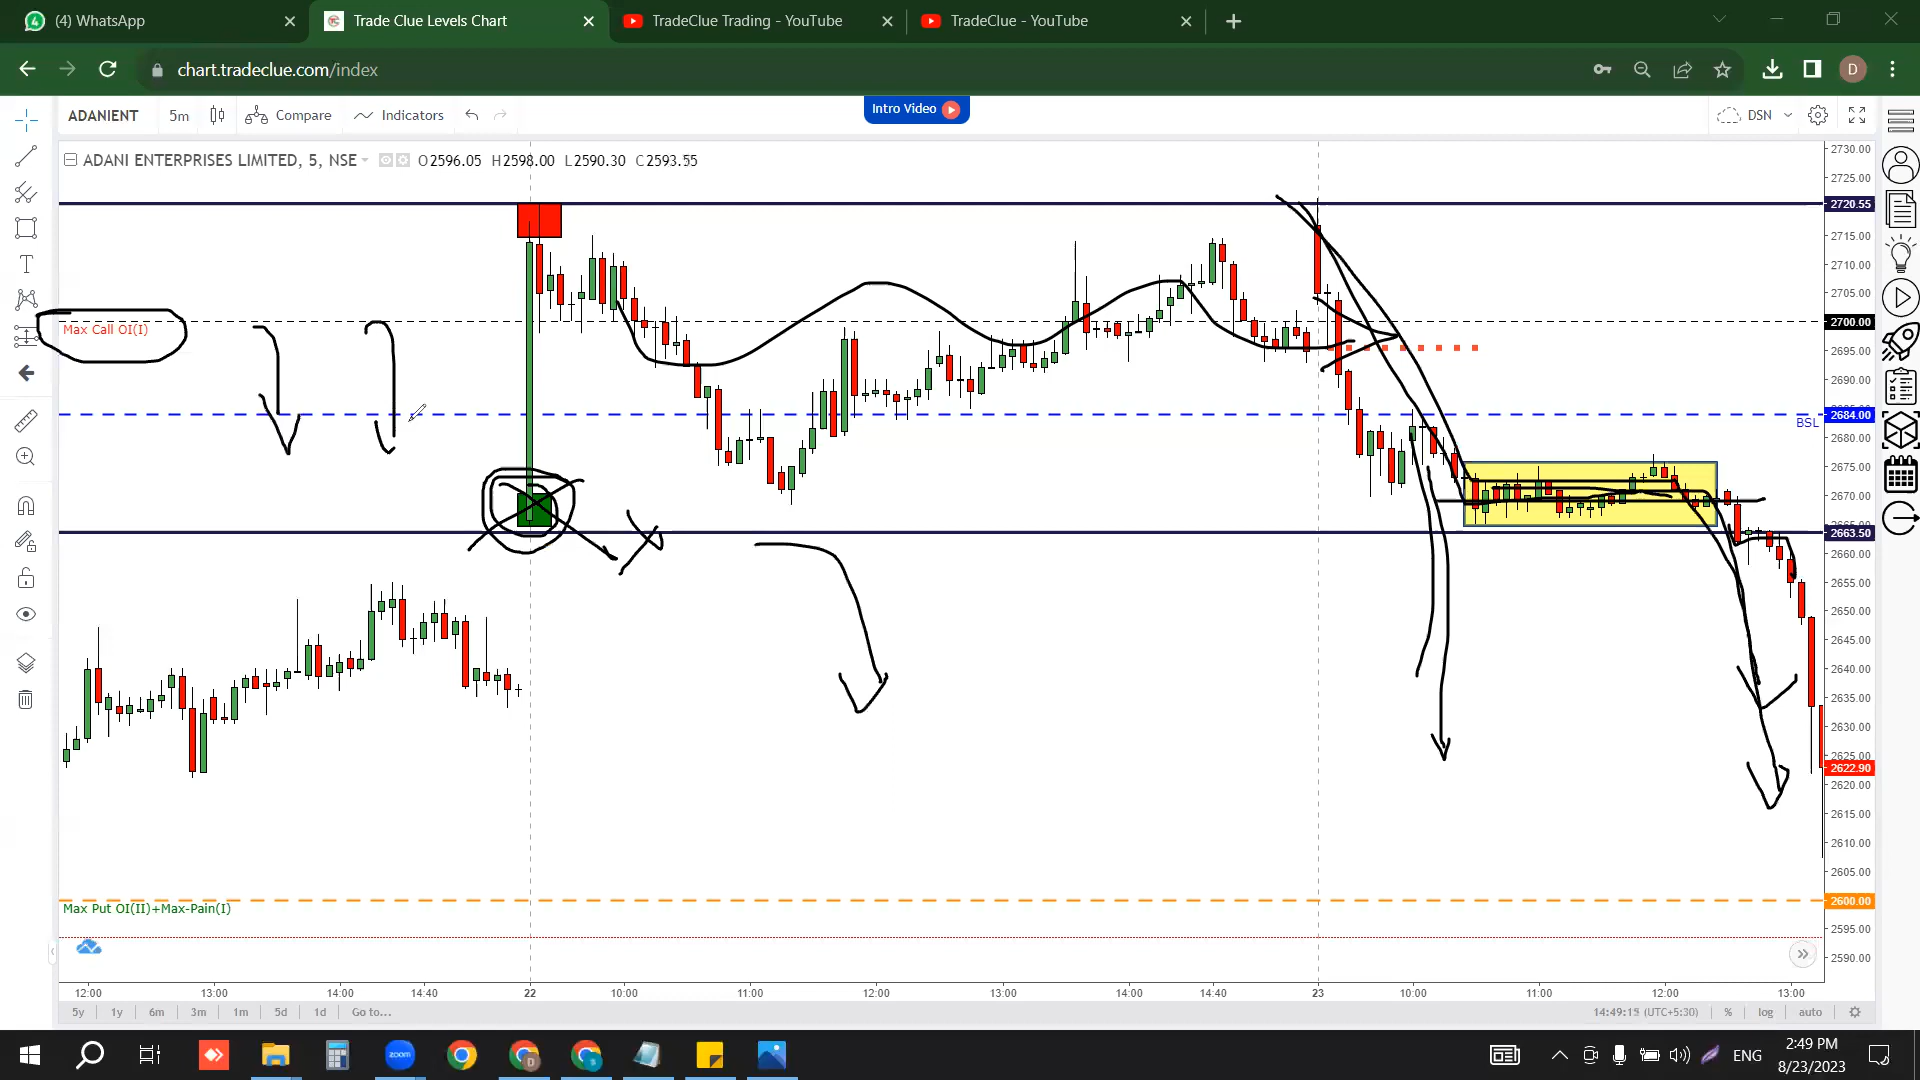 (4) WhatsApp
Trade Clue Levels Chart
TradeClue Trading - YouTube
TradeClue - YouTube
chart.tradeclue.com/index
D
ADANIENT
5m
Compare
Indicators
Intro Video
DSN
ADANI ENTERPRISES LIMITED, 5, NSE
O2596.05 H2598.00 L2590.30 C2593.55
2730.00
2725.00
2720.55
2715.00
2710.00
2705.00
2700.00
Max Call OI(I)
2695.00
2690.00
2684.00
BSL
2680.00
2675.00
2670.00
2663.50
2660.00
2655.00
2650.00
2645.00
2640.00
2635.00
2630.00
2625.00
2622.90
2620.00
2615.00
2610.00
2605.00
2600.00
Max Put OI(II)+Max-Pain(I)
2595.00
2590.00
12:00 13:00 14:00 14:40 22 10:00 11:00 12:00 13:00 14:00 14:40 23 10:00 11:00 12:00 13:00
5y 1y 6m 3m 1m 5d 1d Go to...
(UTC+5:30) % log auto
zoom
ENG
2:49 PM
8/23/2023